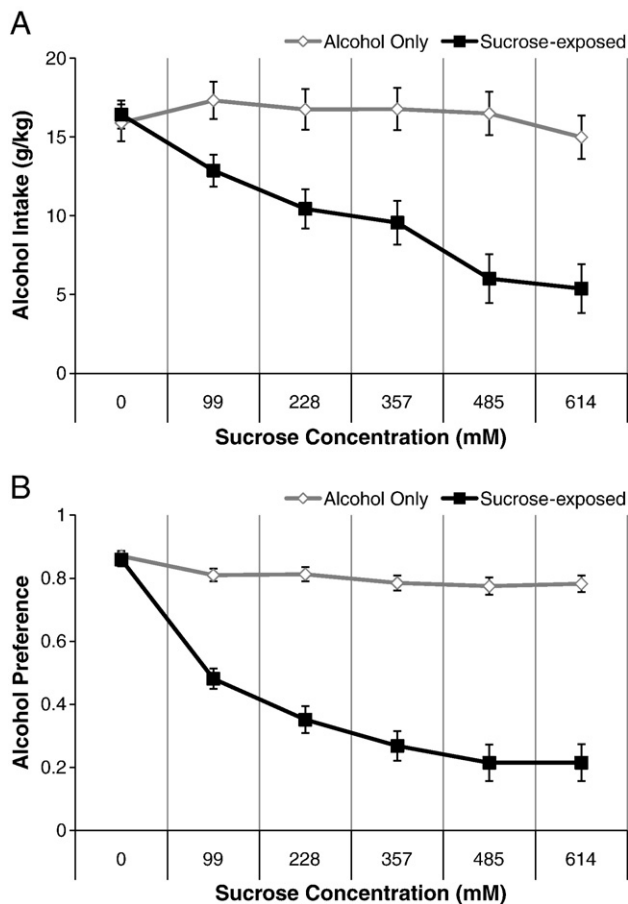 A
Alcohol Only Sucrose-exposed
20
15
10
5
0
Alcohol Intake (g/kg)
0 99 228 357 485 614
Sucrose Concentration (mM)
B
Alcohol Only Sucrose-exposed
1
0.8
0.6
0.4
0.2
0
Alcohol Preference
0 99 228 357 485 614
Sucrose Concentration (mM)